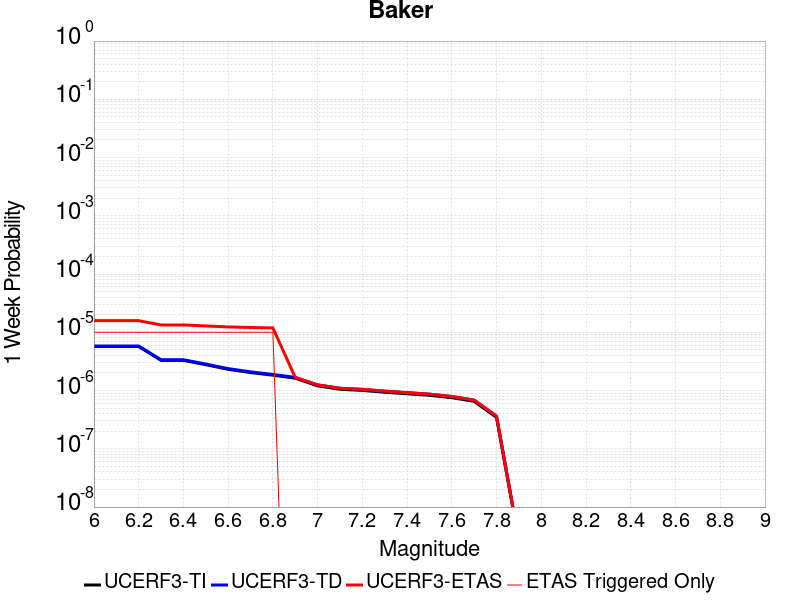 Baker
10^0
10^-1
10^-2
10^-3
10^-4
10^-5
10^-6
10^-7
10^-8
1 Week Probability
6 6.2 6.4 6.6 6.8 7 7.2 7.4 7.6 7.8 8 8.2 8.4 8.6 8.8 9
Magnitude
UCERF3-TI UCERF3-TD UCERF3-ETAS ETAS Triggered Only